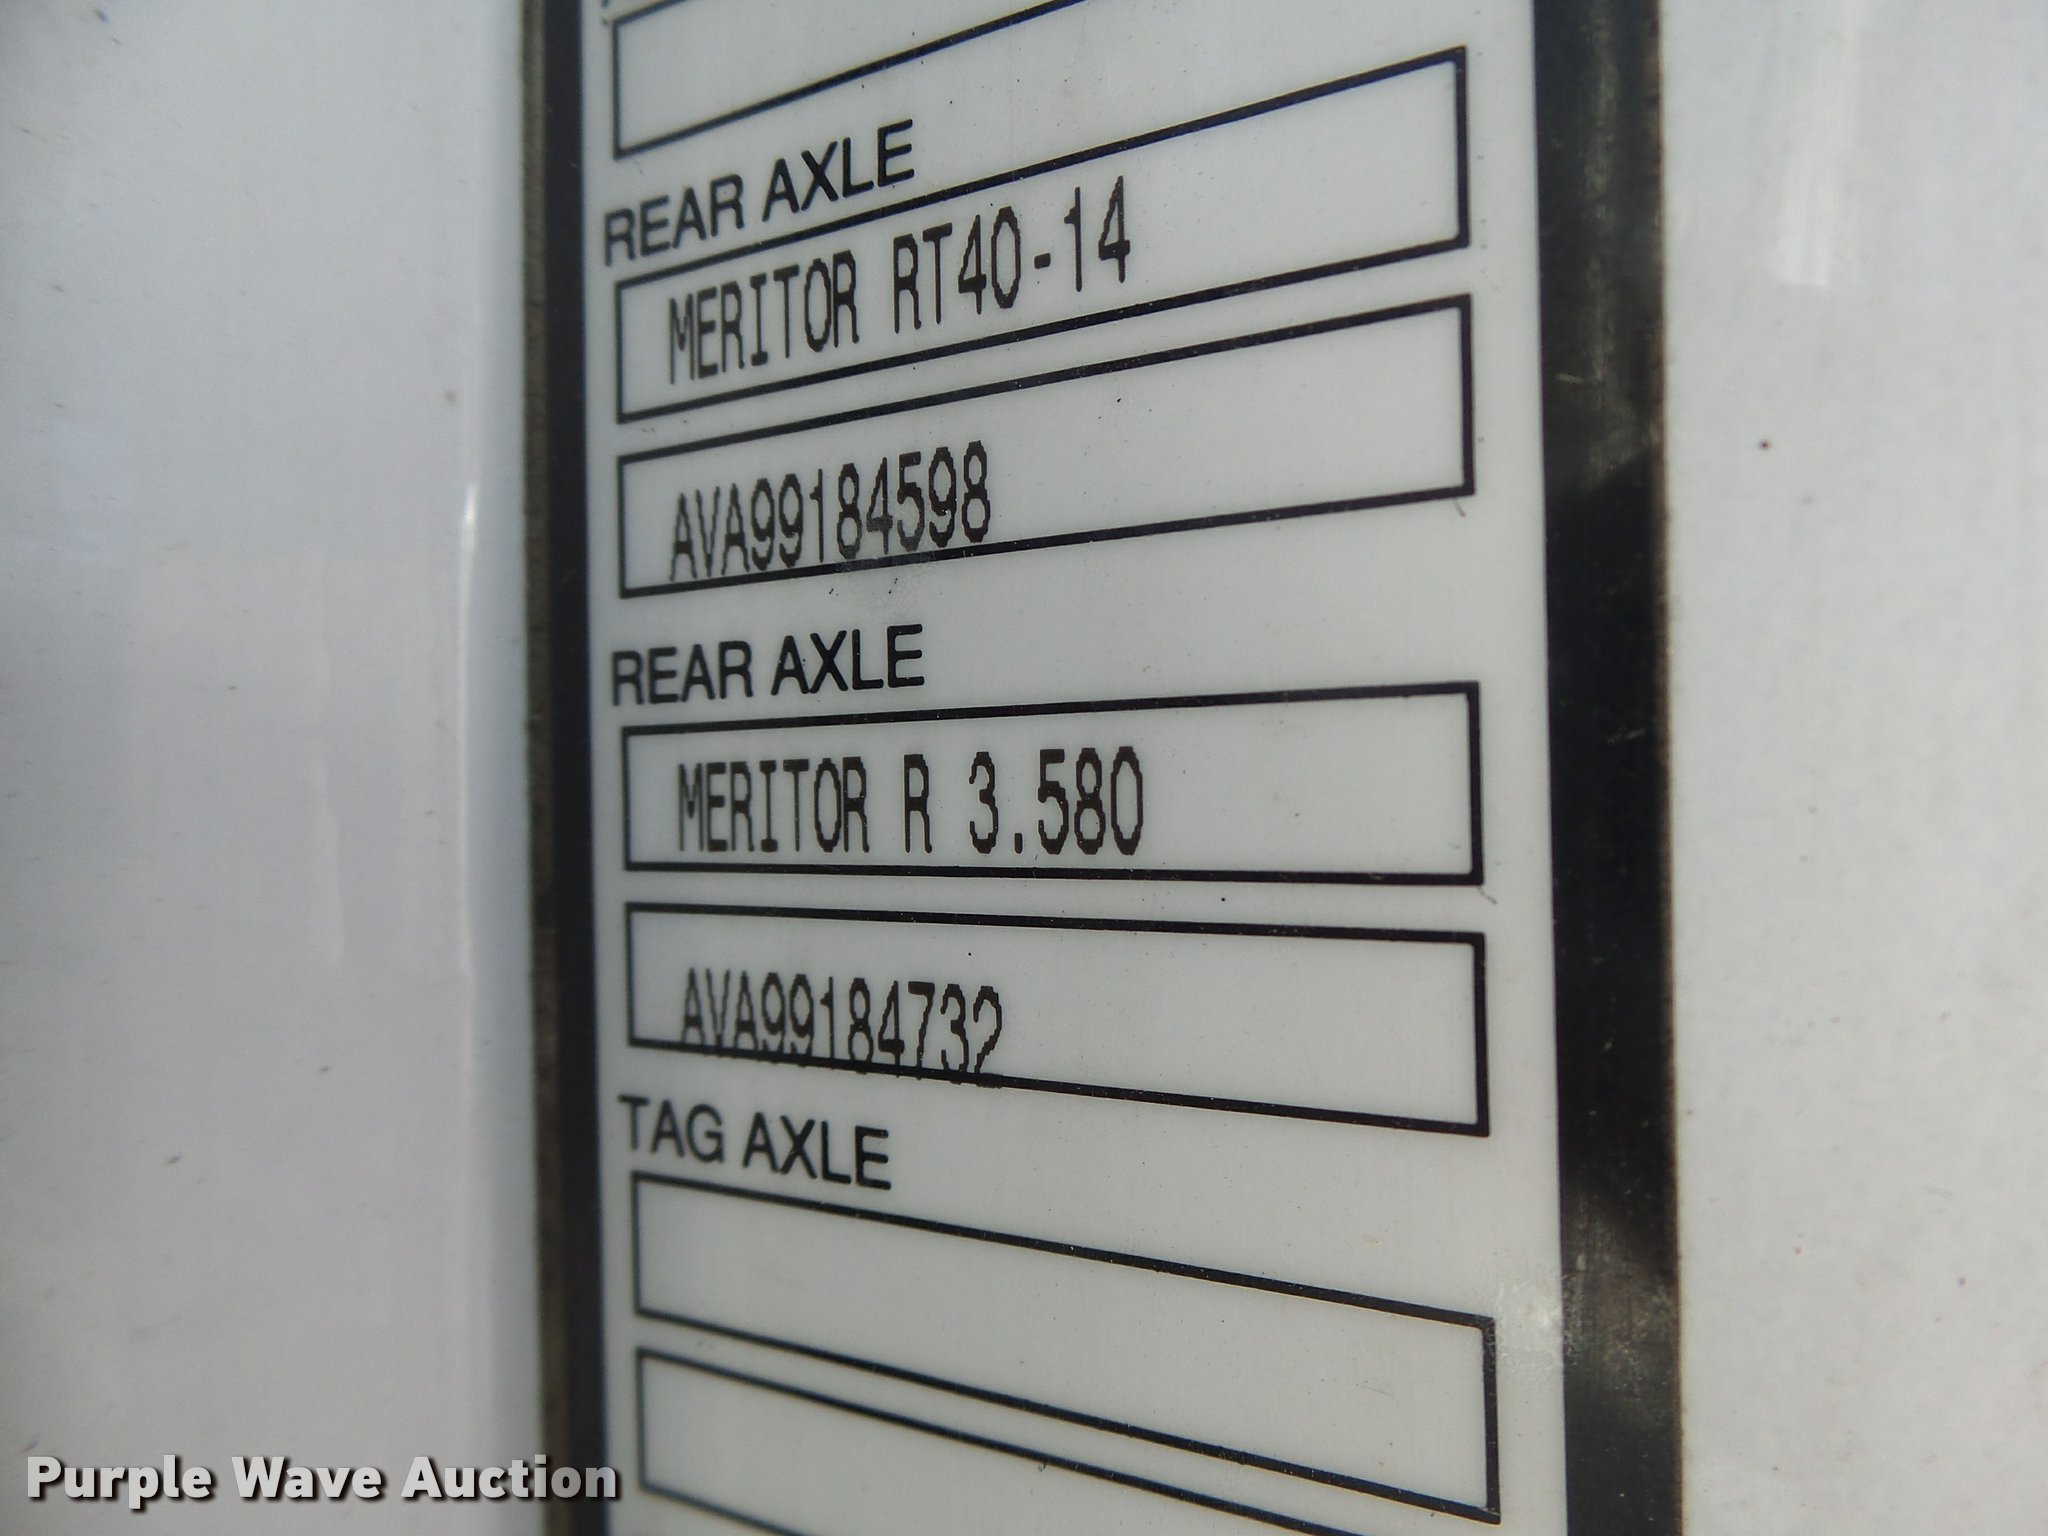 REAR AXLE
MERITOR RT40-14
AVA99184598
REAR AXLE
MERITOR R 3.580
AVA99184732
TAG AXLE
Purple Wave Auction